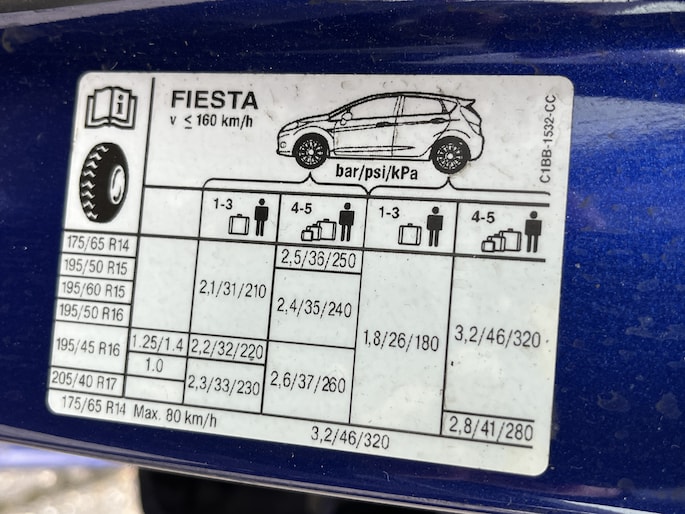 FIESTA
v ≤ 160 km/h
C1BB-1532-CC
bar/psi/kPa
1-3 4-5 1-3 4-5
175/65 R14 2,5/36/250
195/50 R15
195/60 R15 2,1/31/210
195/50 R16 2,4/35/240
1,8/26/180 3,2/46/320
195/45 R16 1.25/1.4 2,2/32/220
1.0
205/40 R17 2,3/33/230 2,6/37/260
2,8/41/280
175/65 R14 Max. 80 km/h 3,2/46/320